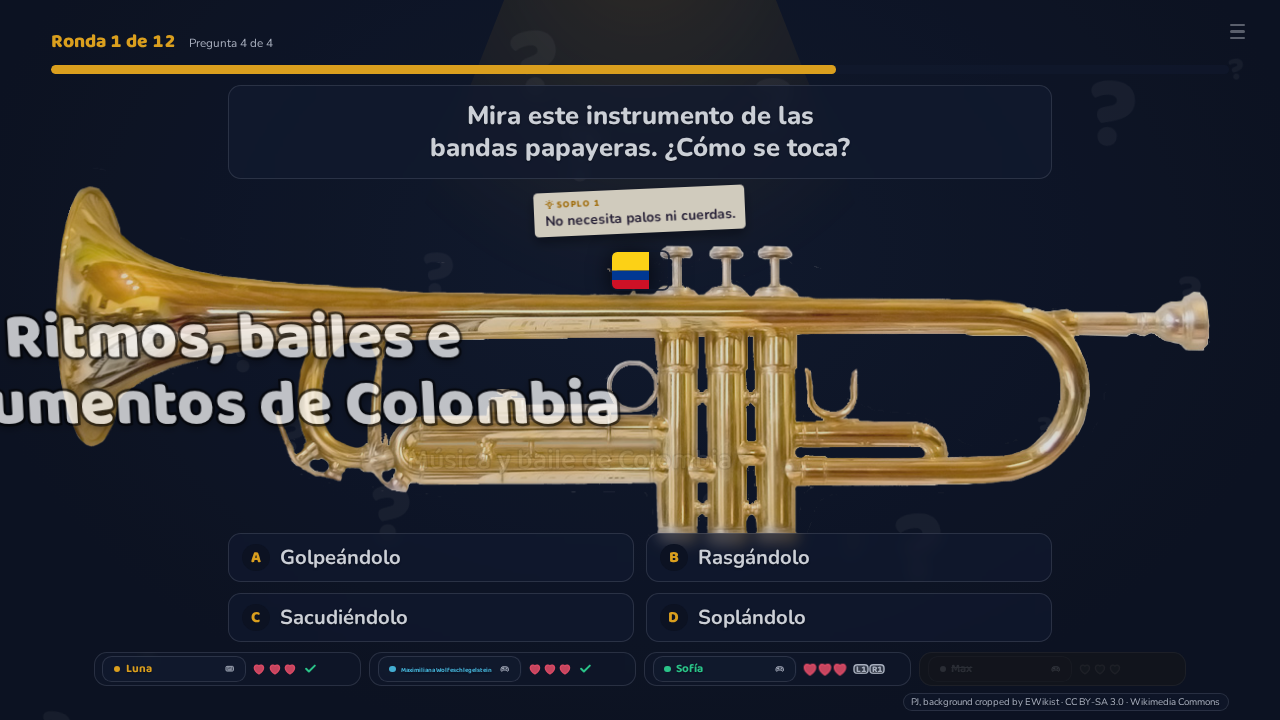 Ronda 1 de 12
Pregunta 4 de 4
Mira este instrumento de las
bandas papayeras. ¿Cómo se toca?
SOPLO 1
No necesita palos ni cuerdas.
Ritmos, bailes e
umentos de Colombia
Música y baile de Colombia
A Golpeándolo
B Rasgándolo
C Sacudiéndolo
D Soplándolo
Luna
Maximiliana Wolfeschlegelstein
Sofía
L1 R1
Max
PJ, background cropped by EWikist · CC BY-SA 3.0 · Wikimedia Commons